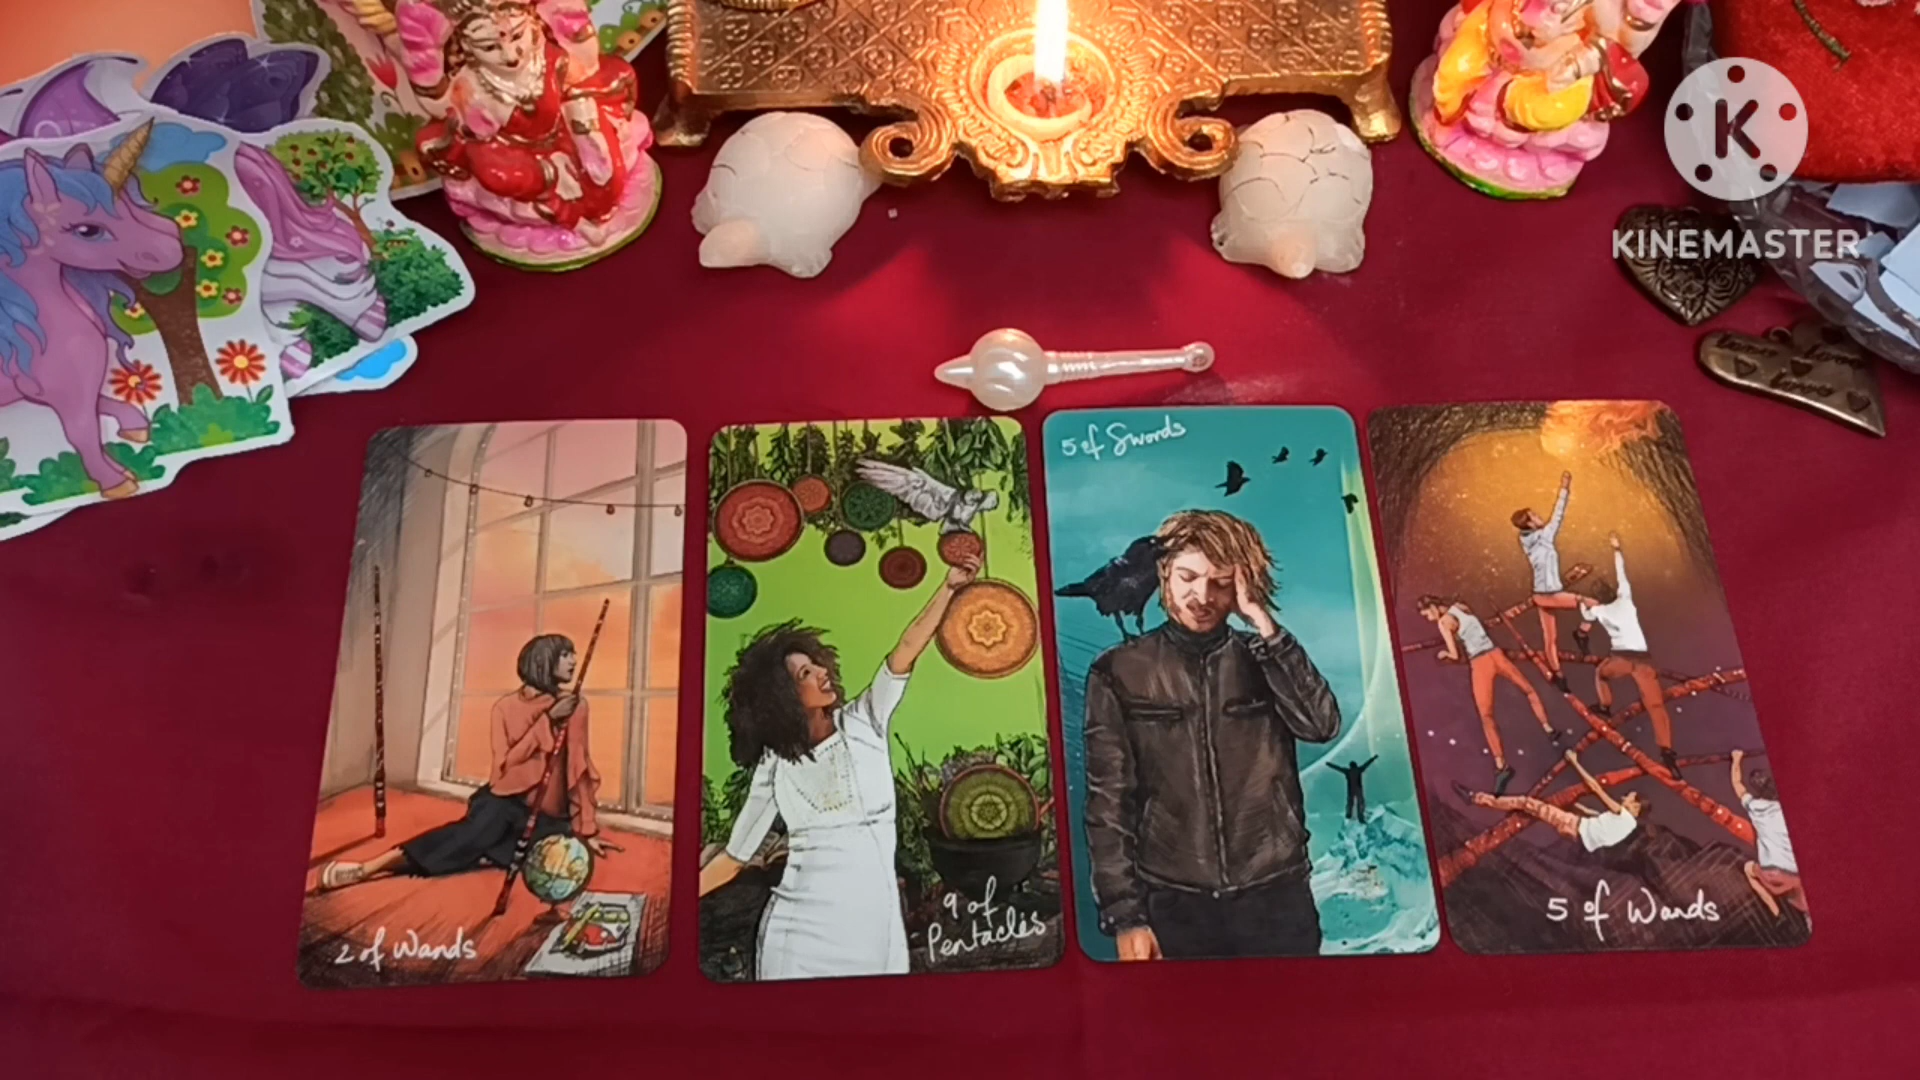 K
KINEMASTER
5 of Swords
2 of Wands
9 of
Pentacles
5 of Wands